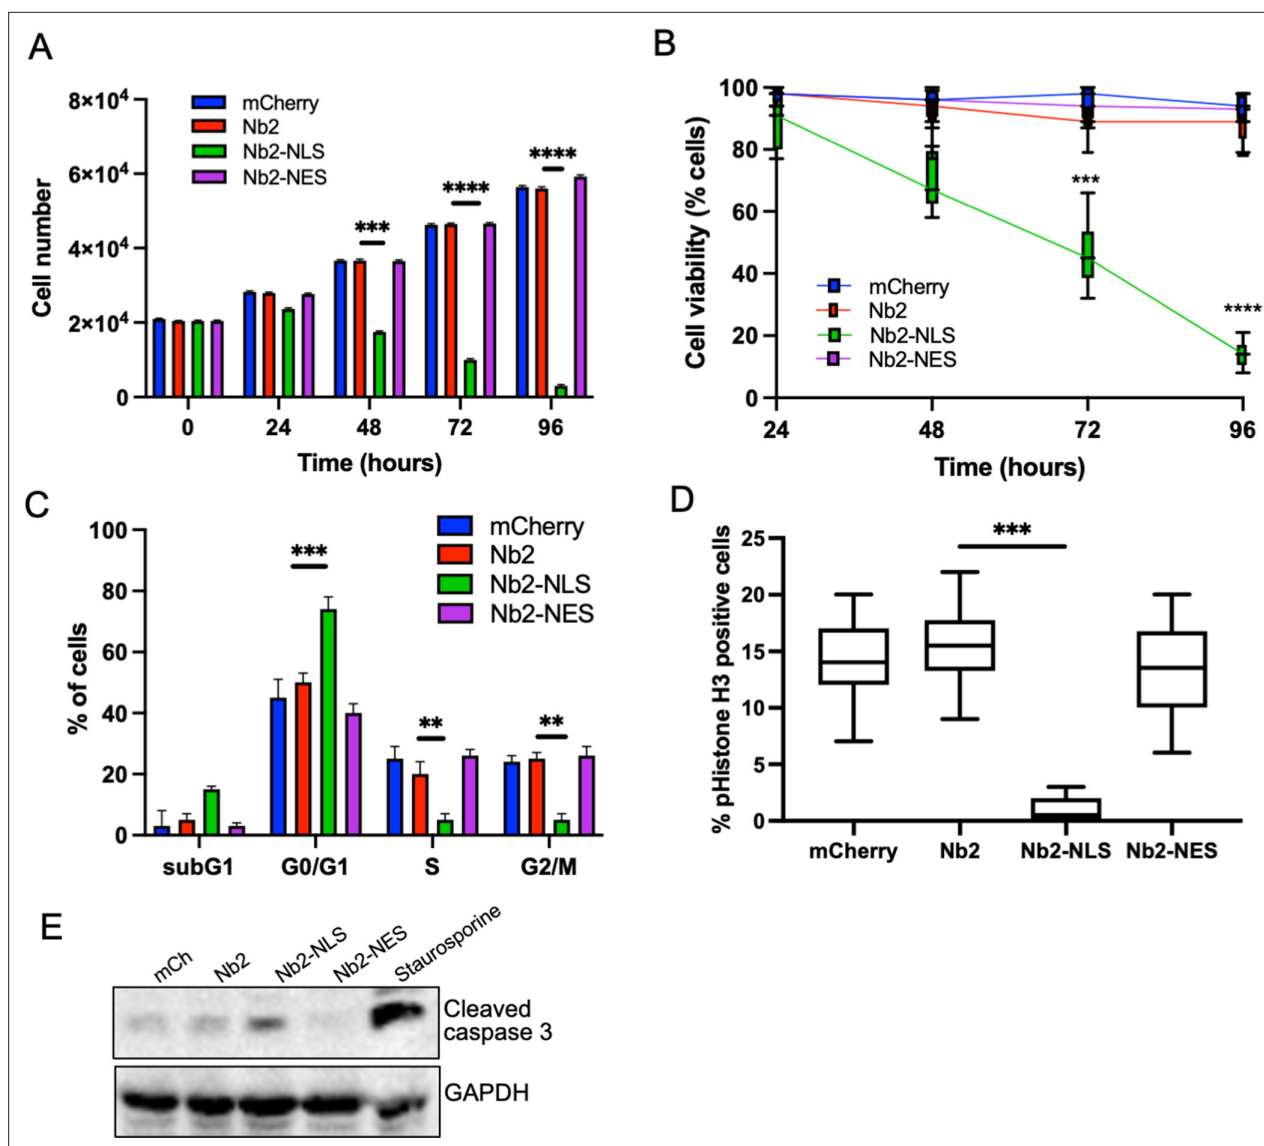 A
8×10⁴
6×10⁴
4×10⁴
2×10⁴
0
Cell number
mCherry
Nb2
Nb2-NLS
Nb2-NES
***
****
****
0 24 48 72 96
Time (hours)
B
100
80
60
40
20
0
Cell viability (% cells)
***
****
mCherry
Nb2
Nb2-NLS
Nb2-NES
24 48 72 96
Time (hours)
C
100
80
60
40
20
0
% of cells
mCherry
Nb2
Nb2-NLS
Nb2-NES
***
**
**
subG1 G0/G1 S G2/M
D
25
20
15
10
5
0
% pHistone H3 positive cells
***
mCherry Nb2 Nb2-NLS Nb2-NES
E
mCh Nb2 Nb2-NLS Nb2-NES Staurosporine
Cleaved
caspase 3
GAPDH